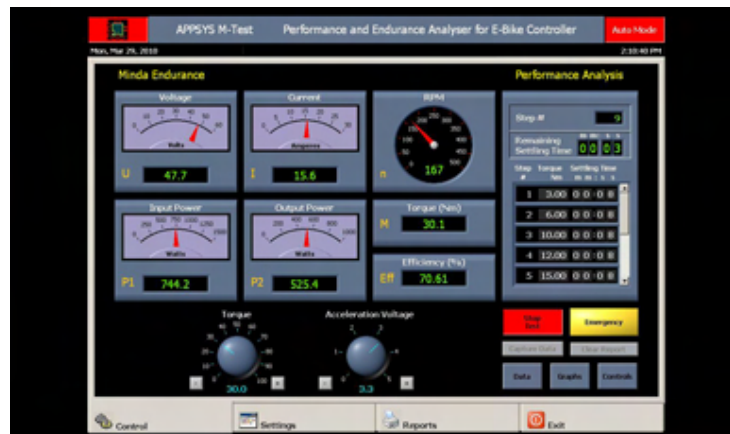 APPSYS M-Test Performance and Endurance Analyser for E-Bike Controller Auto Mode
Mon, Mar 29, 2010 2:10:40 PM
Minda Endurance Performance Analysis
Voltage Current RPM
Volts Amperes
U 47.7 I 15.6 n 167
Step # 9
Remaining
Settling Time 0 0 0 3
Step Torque Settling Time
# Nm m m : s s
1 3.00 0 0 0 8
2 6.00 0 0 0 8
3 10.00 0 0 0 8
4 12.00 0 0 0 8
5 15.00 0 0 0 8
Input Power Output Power Torque (Nm)
M 30.1
Watts Watts Efficiency (%)
P1 744.2 P2 525.4 Eff 70.61
Torque Acceleration Voltage
30.0 3.3
Stop
Test Emergency
Capture Data Clear Report
Data Graphs Controls
Control Settings Reports Exit